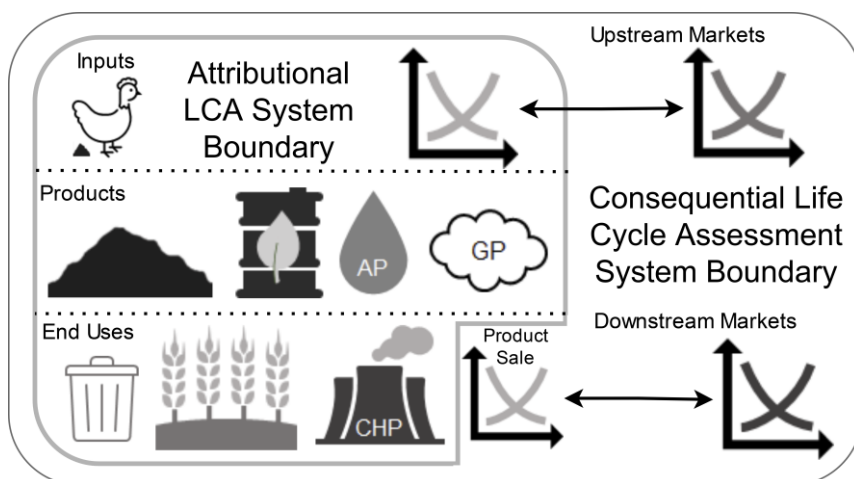 Inputs
Attributional
LCA System
Boundary
Upstream Markets
Products
AP
GP
Consequential Life
Cycle Assessment
System Boundary
End Uses
CHP
Product
Sale
Downstream Markets